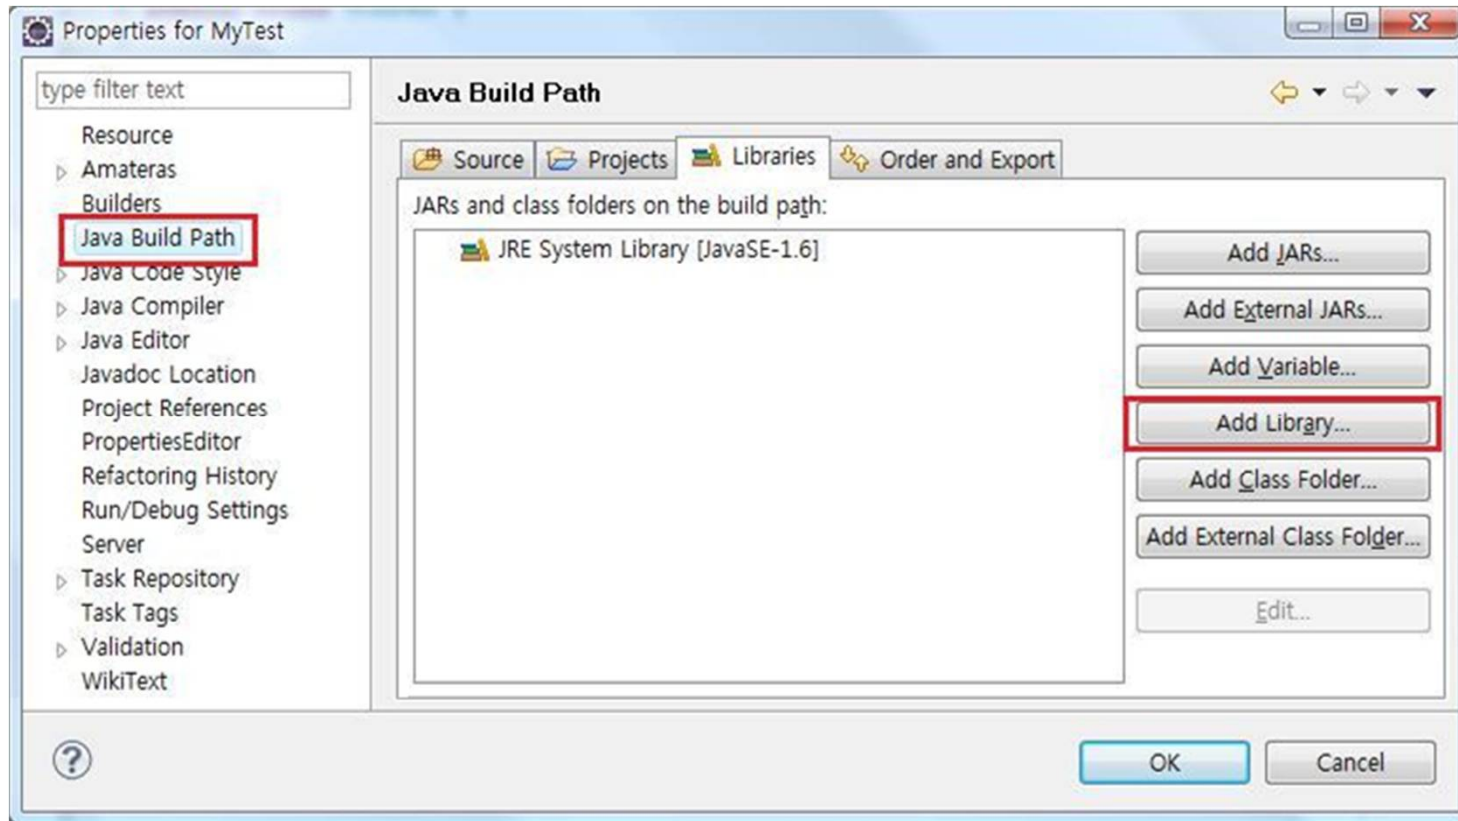 Properties for MyTest
type filter text
Resource
Amateras
Builders
Java Build Path
Java Code Style
Java Compiler
Java Editor
Javadoc Location
Project References
PropertiesEditor
Refactoring History
Run/Debug Settings
Server
Task Repository
Task Tags
Validation
WikiText
Java Build Path
Source Projects Libraries Order and Export
JARs and class folders on the build path:
JRE System Library [JavaSE-1.6]
Add JARs...
Add External JARs...
Add Variable...
Add Library...
Add Class Folder...
Add External Class Folder...
Edit...
OK Cancel